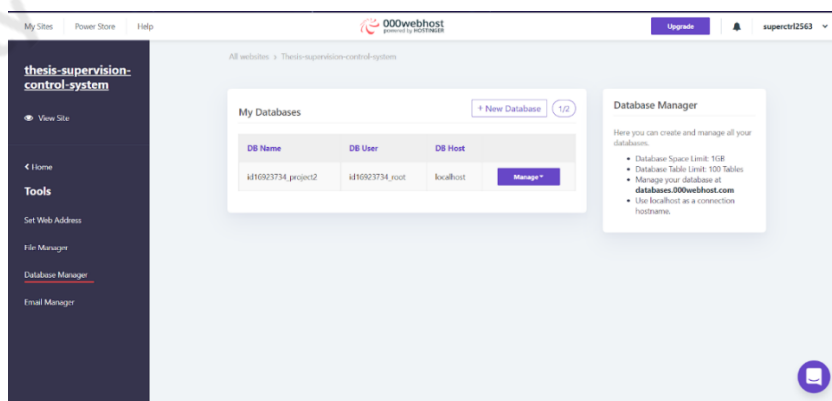 My Sites Power Store Help 000webhost Upgrade superctrl2563
powered by HOSTINGER
thesis-supervision-
control-system
View Site
Home
Tools
Set Web Address
File Manager
Database Manager
Email Manager
All websites > Thesis-supervision-control-system
My Databases + New Database 1/2
DB Name DB User DB Host
id16923734_project2 id16923734_root localhost Manage
Database Manager
Here you can create and manage all your
databases.
• Database Space Limit: 1GB
• Database Table Limit: 100 Tables
• Manage your database at
databases.000webhost.com
• Use localhost as a connection
hostname.